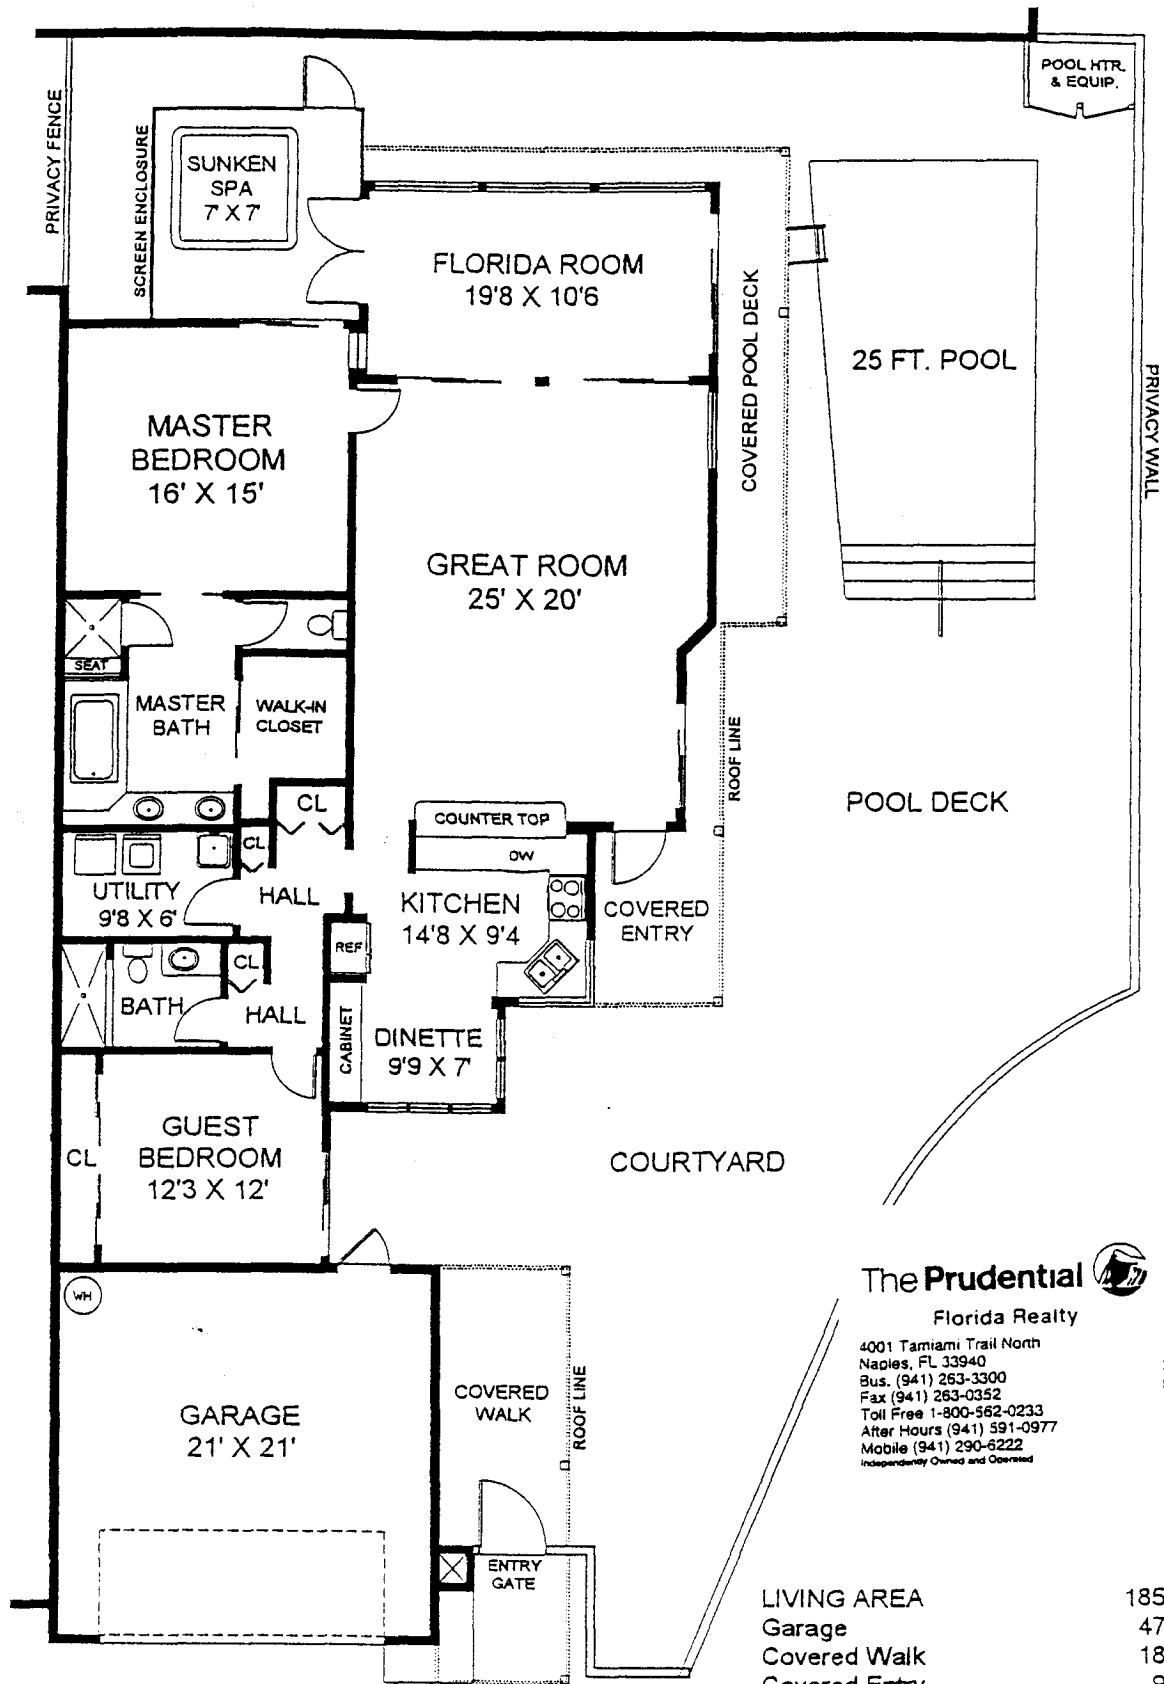 POOL HTR.
& EQUIP.
PRIVACY FENCE
SCREEN ENCLOSURE
SUNKEN
SPA
7' X 7'
FLORIDA ROOM
19'8 X 10'6
COVERED POOL DECK
25 FT. POOL
PRIVACY WALL
MASTER
BEDROOM
16' X 15'
GREAT ROOM
25' X 20'
SEAT
MASTER
BATH
WALK-IN
CLOSET
ROOF LINE
CL
COUNTER TOP
POOL DECK
CL
DW
UTILITY
9'8 X 6'
HALL
KITCHEN
14'8 X 9'4
COVERED
ENTRY
REF
CL
BATH
HALL
CABINET
DINETTE
9'9 X 7'
GUEST
BEDROOM
12'3 X 12'
CL
COURTYARD
WH
The Prudential
Florida Realty
4001 Tamiami Trail North
Naples, FL 33940
Bus. (941) 263-3300
Fax (941) 263-0352
Toll Free 1-800-562-0233
After Hours (941) 591-0977
Mobile (941) 290-6222
Independently Owned and Operated
COVERED
WALK
ROOF LINE
GARAGE
21' X 21'
ENTRY
GATE
LIVING AREA 185
Garage 47
Covered Walk 18
Covered Entry 9